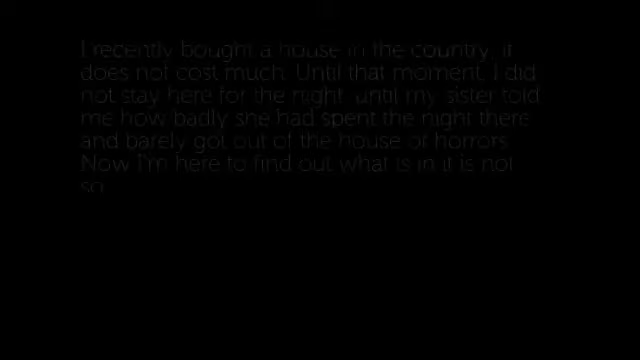 I recently bought a house in the country, it
does not cost much. Until that moment, I did
not stay here for the night, until my sister told
me how badly she had spent the night there
and barely got out of the house of horrors.
Now I'm here to find out what is in it is not
so